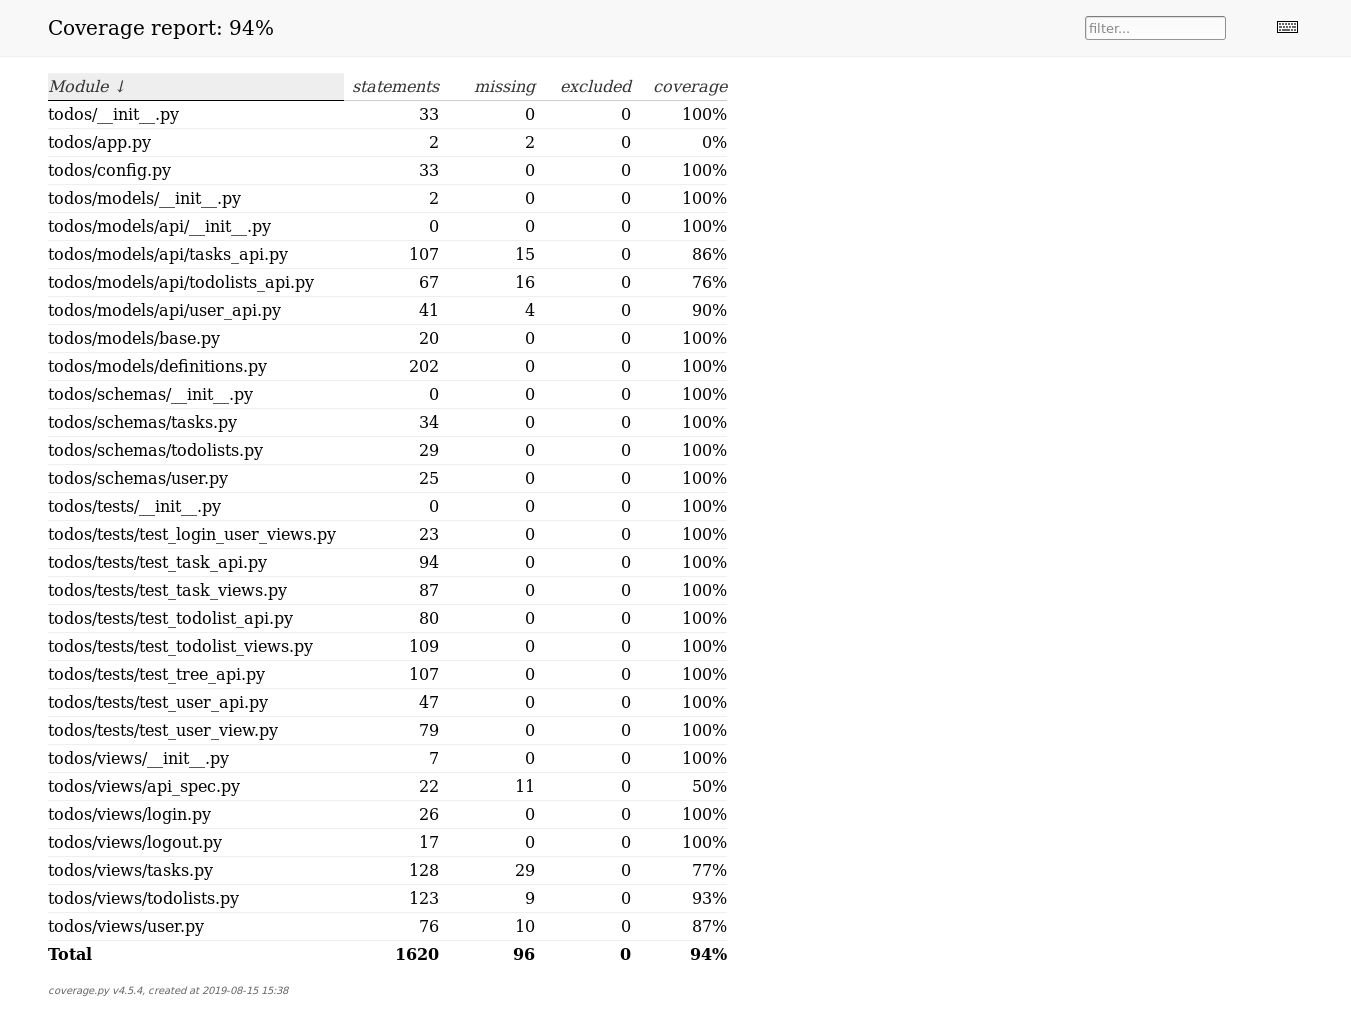 Coverage report: 94%
filter...
Module ↓ statements missing excluded coverage
todos/__init__.py 33 0 0 100%
todos/app.py 2 2 0 0%
todos/config.py 33 0 0 100%
todos/models/__init__.py 2 0 0 100%
todos/models/api/__init__.py 0 0 0 100%
todos/models/api/tasks_api.py 107 15 0 86%
todos/models/api/todolists_api.py 67 16 0 76%
todos/models/api/user_api.py 41 4 0 90%
todos/models/base.py 20 0 0 100%
todos/models/definitions.py 202 0 0 100%
todos/schemas/__init__.py 0 0 0 100%
todos/schemas/tasks.py 34 0 0 100%
todos/schemas/todolists.py 29 0 0 100%
todos/schemas/user.py 25 0 0 100%
todos/tests/__init__.py 0 0 0 100%
todos/tests/test_login_user_views.py 23 0 0 100%
todos/tests/test_task_api.py 94 0 0 100%
todos/tests/test_task_views.py 87 0 0 100%
todos/tests/test_todolist_api.py 80 0 0 100%
todos/tests/test_todolist_views.py 109 0 0 100%
todos/tests/test_tree_api.py 107 0 0 100%
todos/tests/test_user_api.py 47 0 0 100%
todos/tests/test_user_view.py 79 0 0 100%
todos/views/__init__.py 7 0 0 100%
todos/views/api_spec.py 22 11 0 50%
todos/views/login.py 26 0 0 100%
todos/views/logout.py 17 0 0 100%
todos/views/tasks.py 128 29 0 77%
todos/views/todolists.py 123 9 0 93%
todos/views/user.py 76 10 0 87%
Total 1620 96 0 94%
coverage.py v4.5.4, created at 2019-08-15 15:38